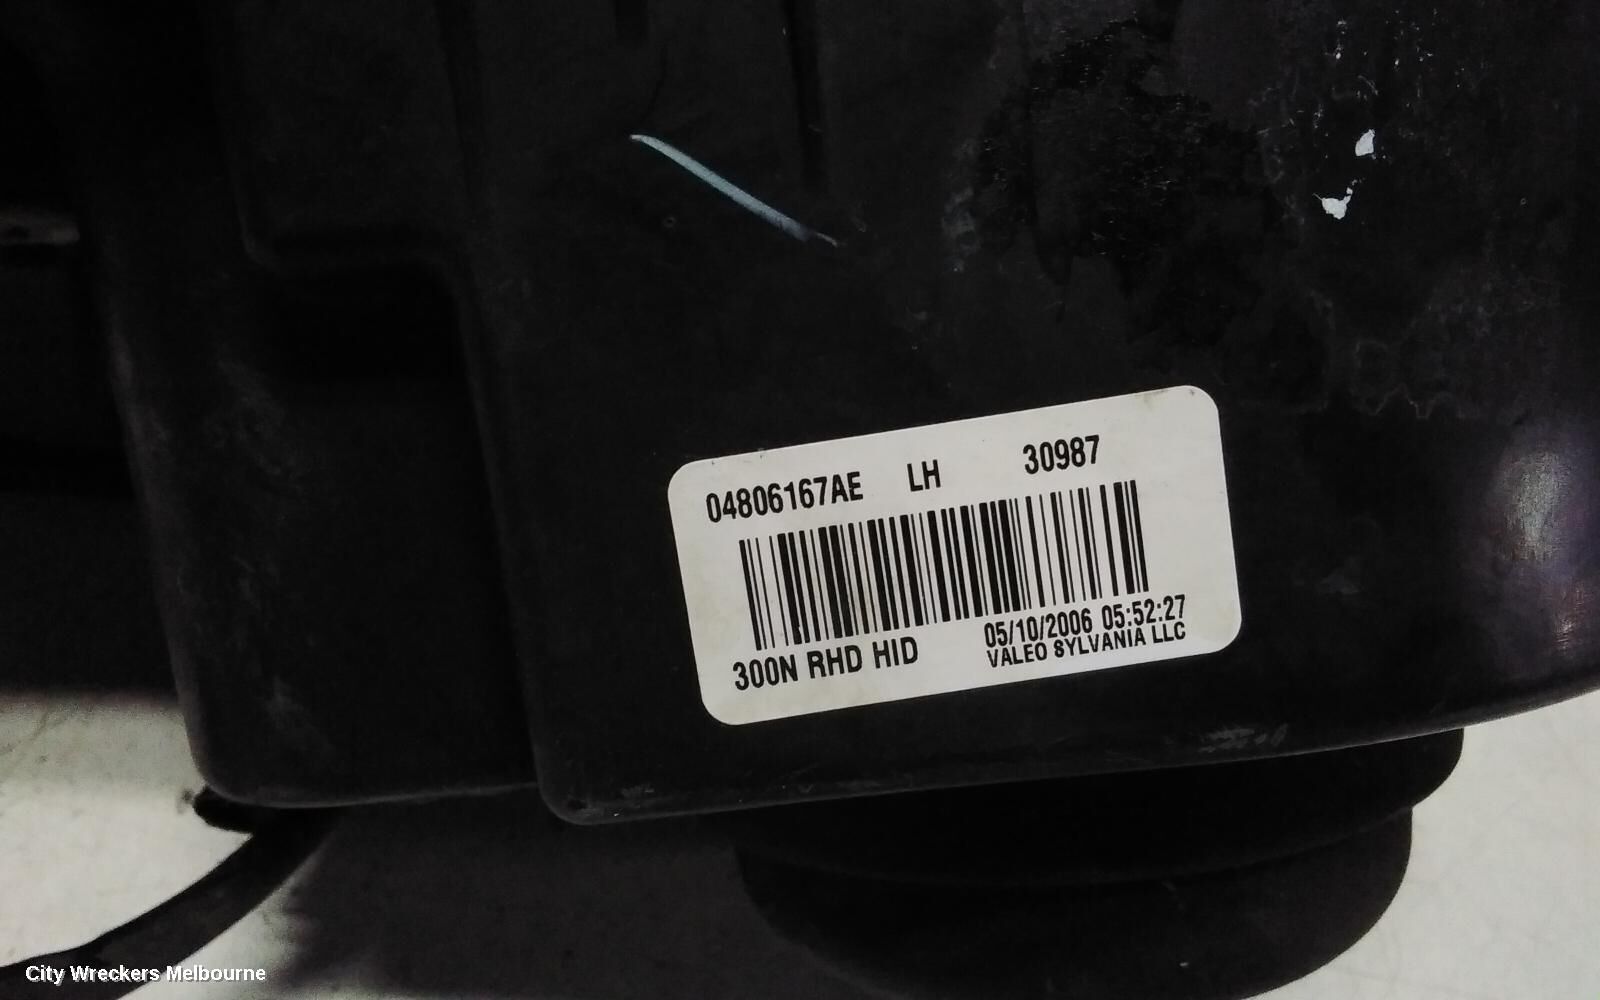 04806167AE LH 30987
300N RHD HID
05/10/2006 05:52:27
VALEO SYLVANIA LLC
City Wreckers Melbourne